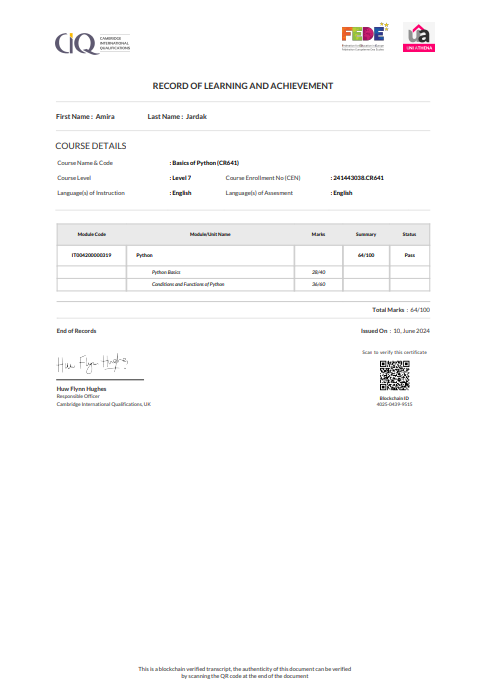 CIQ CAMBRIDGE INTERNATIONAL QUALIFICATIONS
FEDE
ua
UNI ATHENA
RECORD OF LEARNING AND ACHIEVEMENT
First Name : Amira Last Name : Jardak
COURSE DETAILS
Course Name & Code : Basics of Python (CR641)
Course Level : Level 7 Course Enrollment No (CEN) : 241443038.CR641
Language(s) of Instruction : English Language(s) of Assesment : English
Module Code Module/Unit Name Marks Summary Status
IT004200000319 Python 64/100 Pass
Python Basics 28/40
Conditions and Functions of Python 36/60
Total Marks : 64/100
End of Records Issued On : 10, June 2024
Scan to verify this certificate
Huw Flynn Hughes
Huw Flynn Hughes
Responsible Officer
Cambridge International Qualifications, UK
Blockchain ID
4025-0439-9515
This is a blockchain verified transcript, the authenticity of this document can be verified
by scanning the QR code at the end of the document